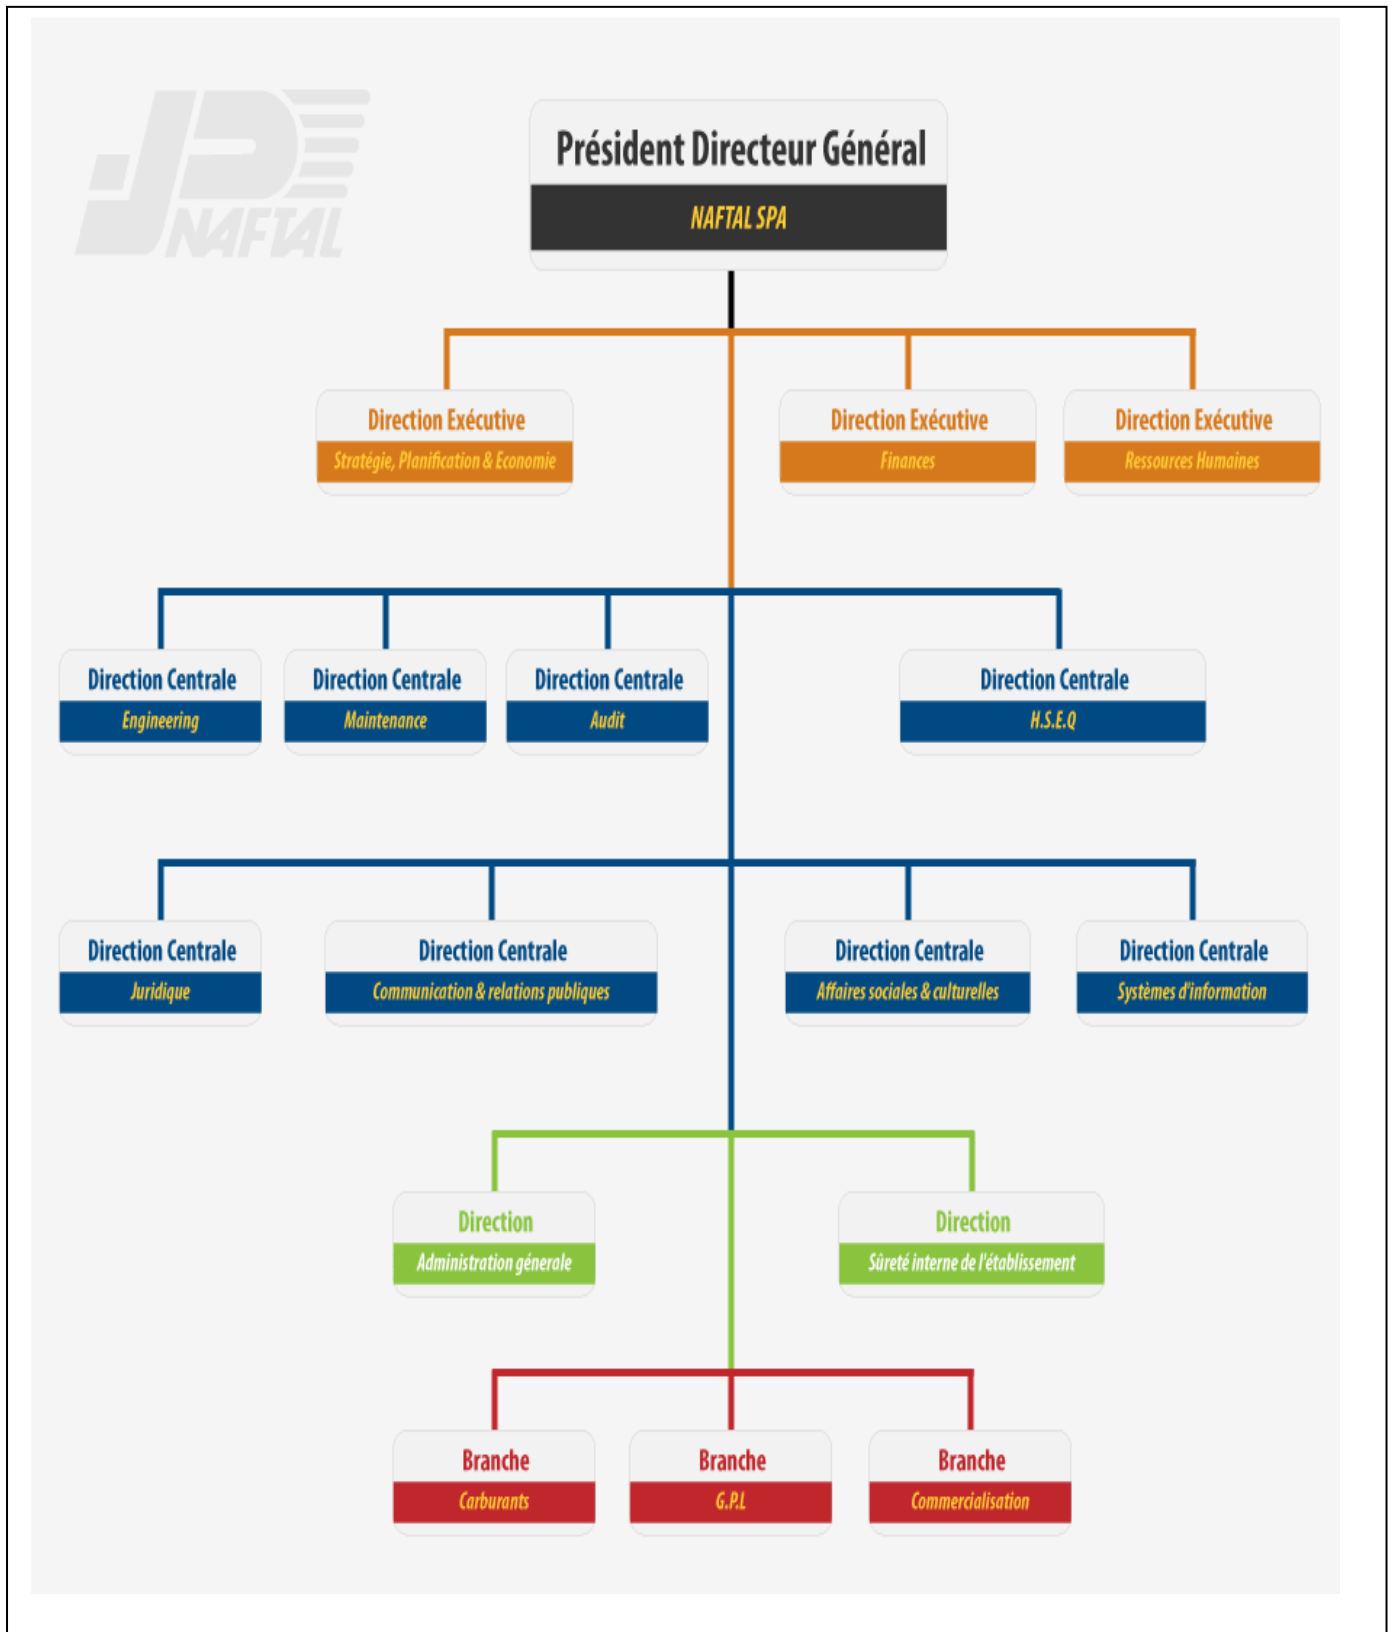 NAFTAL
Président Directeur Général
NAFTAL SPA
Direction Exécutive
Stratégie, Planification & Economie
Direction Exécutive
Finances
Direction Exécutive
Ressources Humaines
Direction Centrale
Engineering
Direction Centrale
Maintenance
Direction Centrale
Audit
Direction Centrale
H.S.E.Q
Direction Centrale
Juridique
Direction Centrale
Communication & relations publiques
Direction Centrale
Affaires sociales & culturelles
Direction Centrale
Systèmes d'information
Direction
Administration génerale
Direction
Sûreté interne de l'établissement
Branche
Carburants
Branche
G.P.L
Branche
Commercialisation